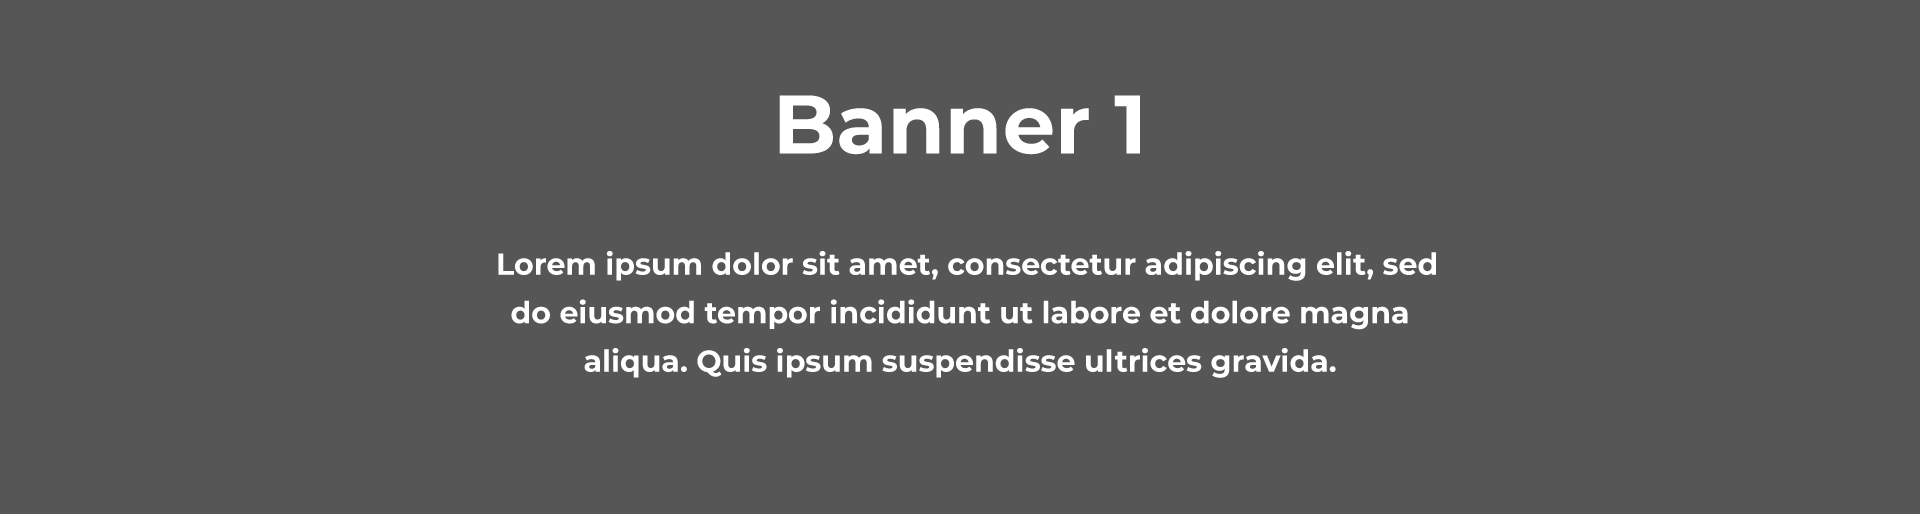 Banner 1
Lorem ipsum dolor sit amet, consectetur adipiscing elit, sed
do eiusmod tempor incididunt ut labore et dolore magna
aliqua. Quis ipsum suspendisse ultrices gravida.